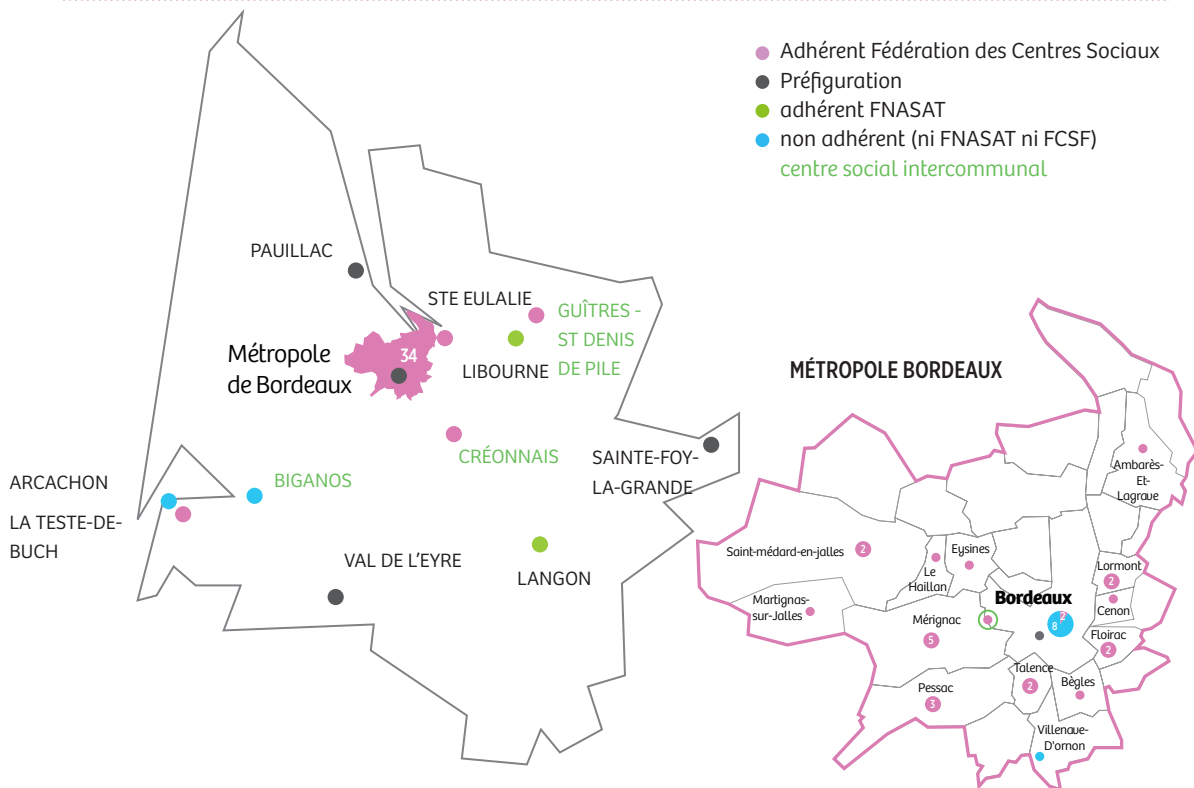 Adhérent Fédération des Centres Sociaux
Préfiguration
adhérent FNASAT
non adhérent (ni FNASAT ni FCSF)
centre social intercommunal
PAUILLAC
STE EULALIE
GUÎTRES -
ST DENIS
DE PILE
34
Métropole
de Bordeaux
LIBOURNE
CRÉONNAIS
SAINTE-FOY-
LA-GRANDE
ARCACHON
BIGANOS
LA TESTE-DE-
BUCH
VAL DE L'EYRE
LANGON
MÉTROPOLE BORDEAUX
Ambarès-
Et-
Lagrave
Saint-médard-en-jalles
2
Eysines
Le
Haillan
Lormont
2
Martignas-
sur-Jalles
Bordeaux
Cenon
Mérignac
5
8
2
Floirac
2
Talence
2
Bègles
Pessac
3
Villenave-
D'ornon